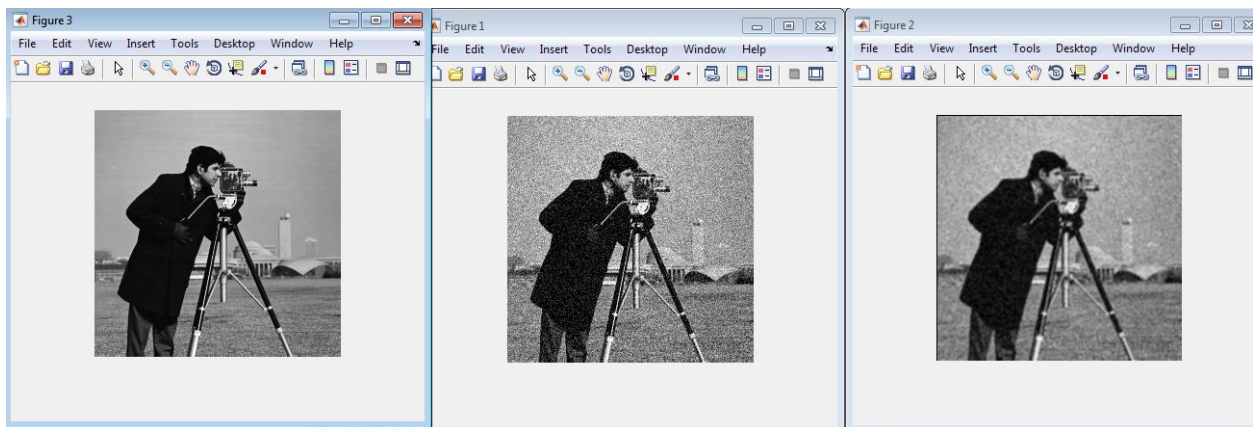 Figure 3
File Edit View Insert Tools Desktop Window Help
Figure 1
File Edit View Insert Tools Desktop Window Help
Figure 2
File Edit View Insert Tools Desktop Window Help